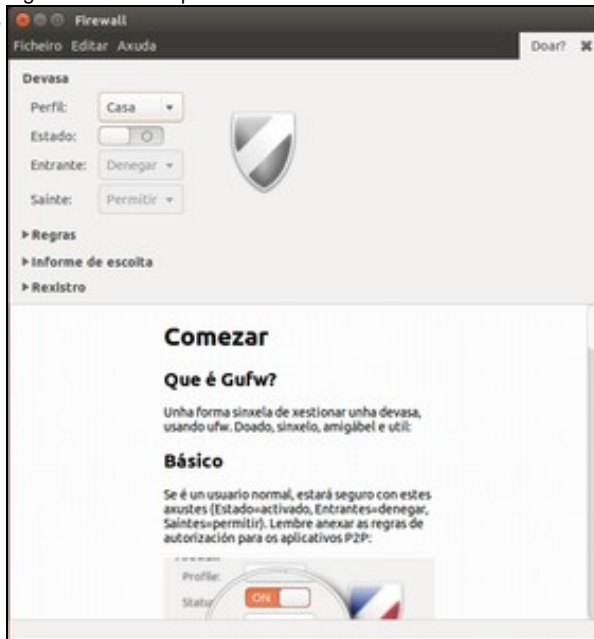 Firewall
Ficheiro Editar Axuda
Doar? ✖
Devasa
Perfil: Casa
Estado:
Entrante: Denegar
Sainte: Permitir
Regras
Informe de escoita
Rexistro
Comezar
Que é Gufw?
Unha forma sinxela de xestionar unha devasa,
usando ufw. Doado, sinxelo, amigábel e util:
Básico
Se é un usuario normal, estará seguro con estes
axustes (Estado=activado, Entrantes=denegar,
Saintes=permitir). Lembre anexar as regras de
autorización para os aplicativos P2P:
Profile:
Status
ON